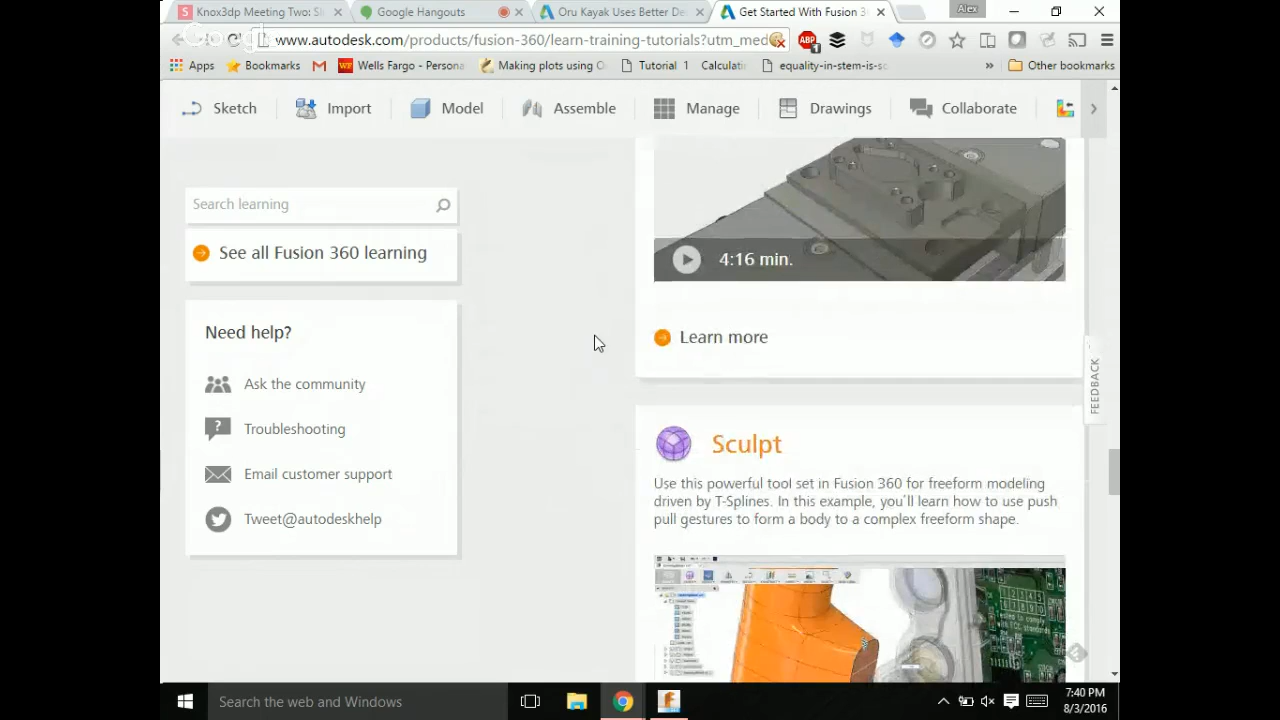 Knox3dp Meeting Two: Sl
Google Hangouts
Oru Kayak Uses Better De
Get Started With Fusion 3
Alex
www.autodesk.com/products/fusion-360/learn-training-tutorials?utm_med
ABP
1
Apps
Bookmarks
Wells Fargo - Persona
Making plots using
Tutorial 1
Calculati
equality-in-stem-is-sc
»
Other bookmarks
Sketch
Import
Model
Assemble
Manage
Drawings
Collaborate
Search learning
See all Fusion 360 learning
Need help?
Ask the community
Troubleshooting
Email customer support
Tweet@autodeskhelp
4:16 min.
Learn more
FEEDBACK
Sculpt
Use this powerful tool set in Fusion 360 for freeform modeling
driven by T-Splines. In this example, you'll learn how to use push
pull gestures to form a body to a complex freeform shape.
Search the web and Windows
7:40 PM
8/3/2016